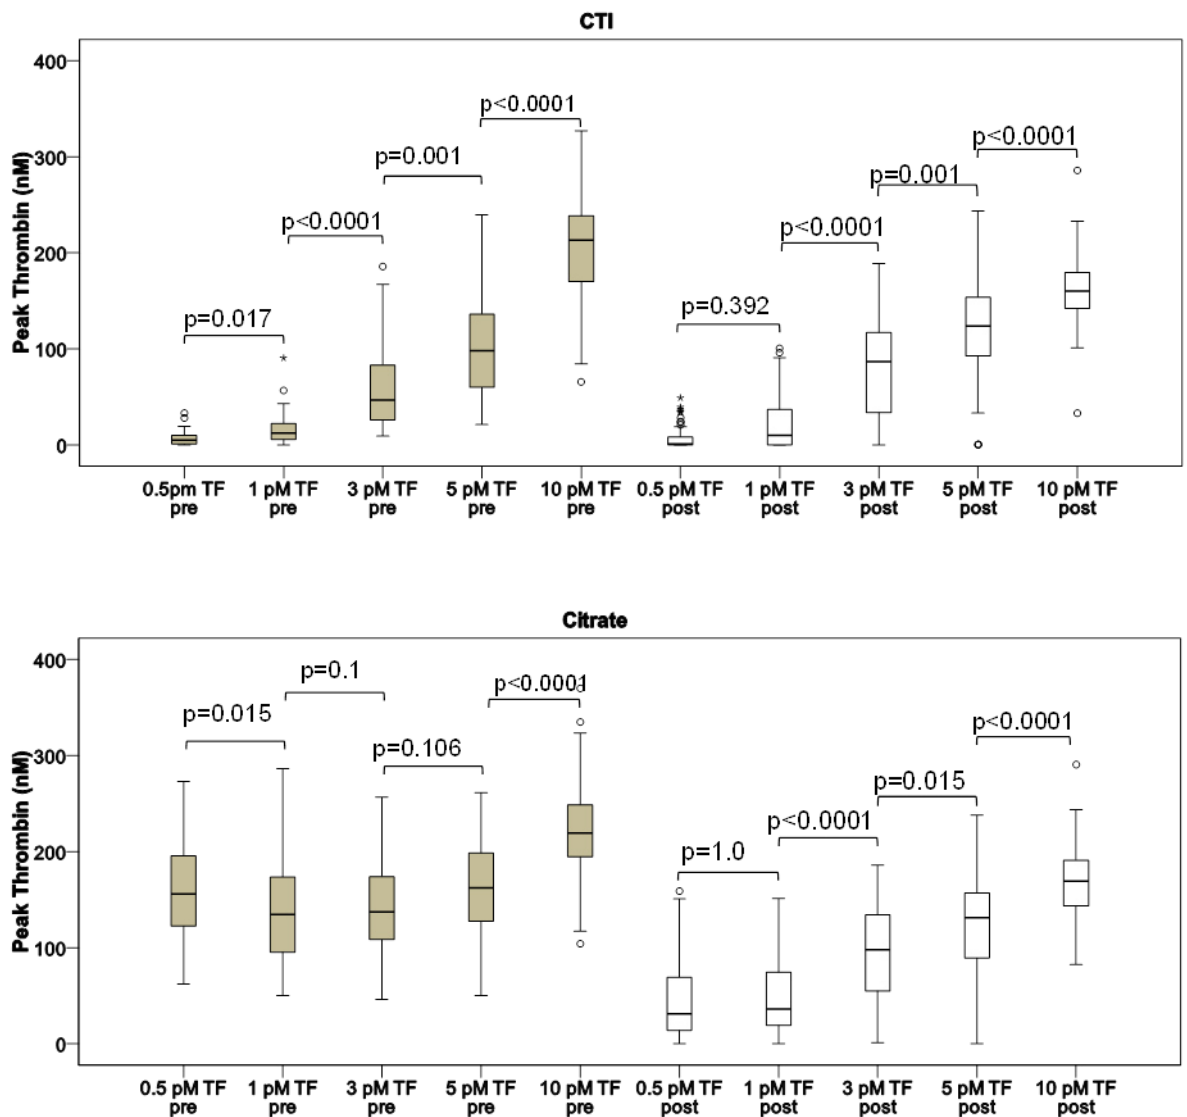 CTI
Peak Thrombin (nM)
400
300
200
100
0
p=0.017
p<0.0001
p=0.001
p<0.0001
p=0.392
p<0.0001
p=0.001
p<0.0001
0.5pm TF
pre
1 pM TF
pre
3 pM TF
pre
5 pM TF
pre
10 pM TF
pre
0.5 pM TF
post
1 pM TF
post
3 pM TF
post
5 pM TF
post
10 pM TF
post
Citrate
Peak Thrombin (nM)
400
300
200
100
0
p=0.015
p=0.1
p=0.106
p<0.0001
p=1.0
p<0.0001
p=0.015
p<0.0001
0.5 pM TF
pre
1 pM TF
pre
3 pM TF
pre
5 pM TF
pre
10 pM TF
pre
0.5 pM TF
post
1 pM TF
post
3 pM TF
post
5 pM TF
post
10 pM TF
post